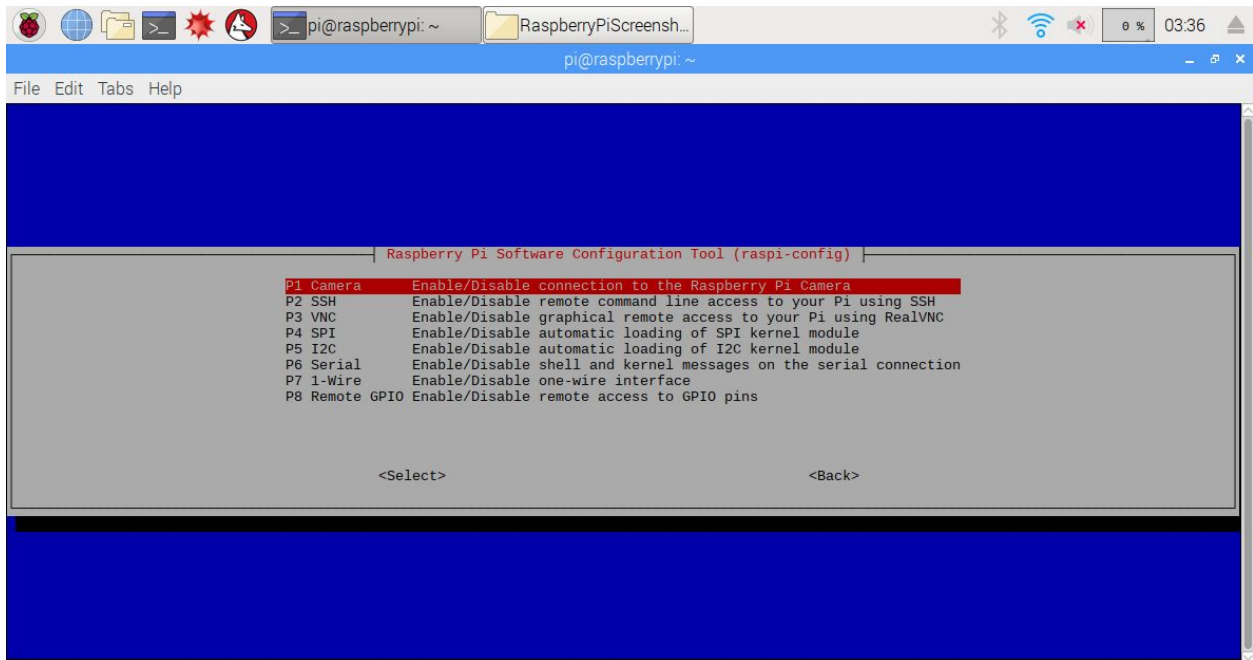 pi@raspberrypi: ~ RaspberryPiScreensh... 0 % 03:36
pi@raspberrypi: ~
File Edit Tabs Help
Raspberry Pi Software Configuration Tool (raspi-config)
P1 Camera Enable/Disable connection to the Raspberry Pi Camera
P2 SSH Enable/Disable remote command line access to your Pi using SSH
P3 VNC Enable/Disable graphical remote access to your Pi using RealVNC
P4 SPI Enable/Disable automatic loading of SPI kernel module
P5 I2C Enable/Disable automatic loading of I2C kernel module
P6 Serial Enable/Disable shell and kernel messages on the serial connection
P7 1-Wire Enable/Disable one-wire interface
P8 Remote GPIO Enable/Disable remote access to GPIO pins
<Select> <Back>